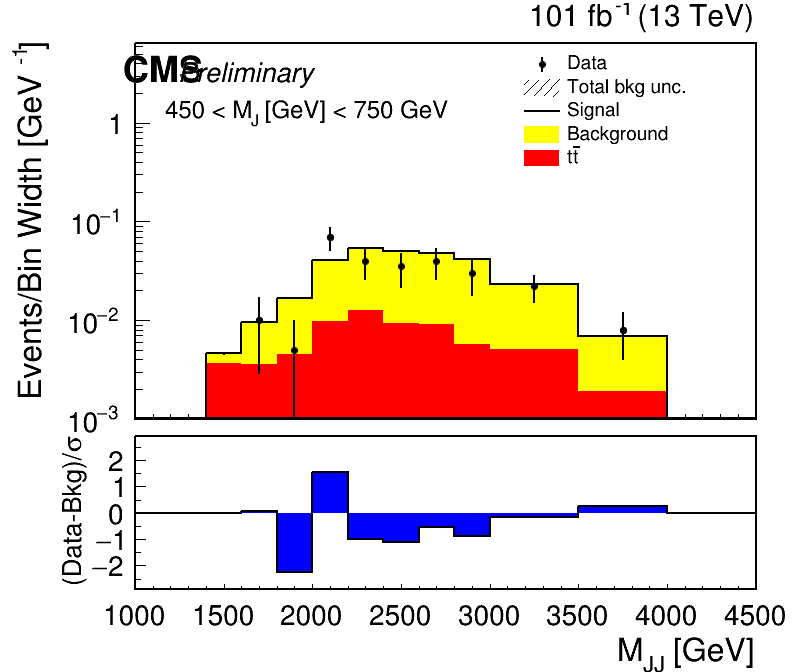 101 fb⁻¹ (13 TeV)
CMS Preliminary
450 < M_J [GeV] < 750 GeV
Data
Total bkg unc.
Signal
Background
tt̄
Events/Bin Width [GeV⁻¹]
1
10⁻¹
10⁻²
10⁻³
(Data-Bkg)/σ
2
1
0
−1
−2
1000 1500 2000 2500 3000 3500 4000 4500
M_JJ [GeV]